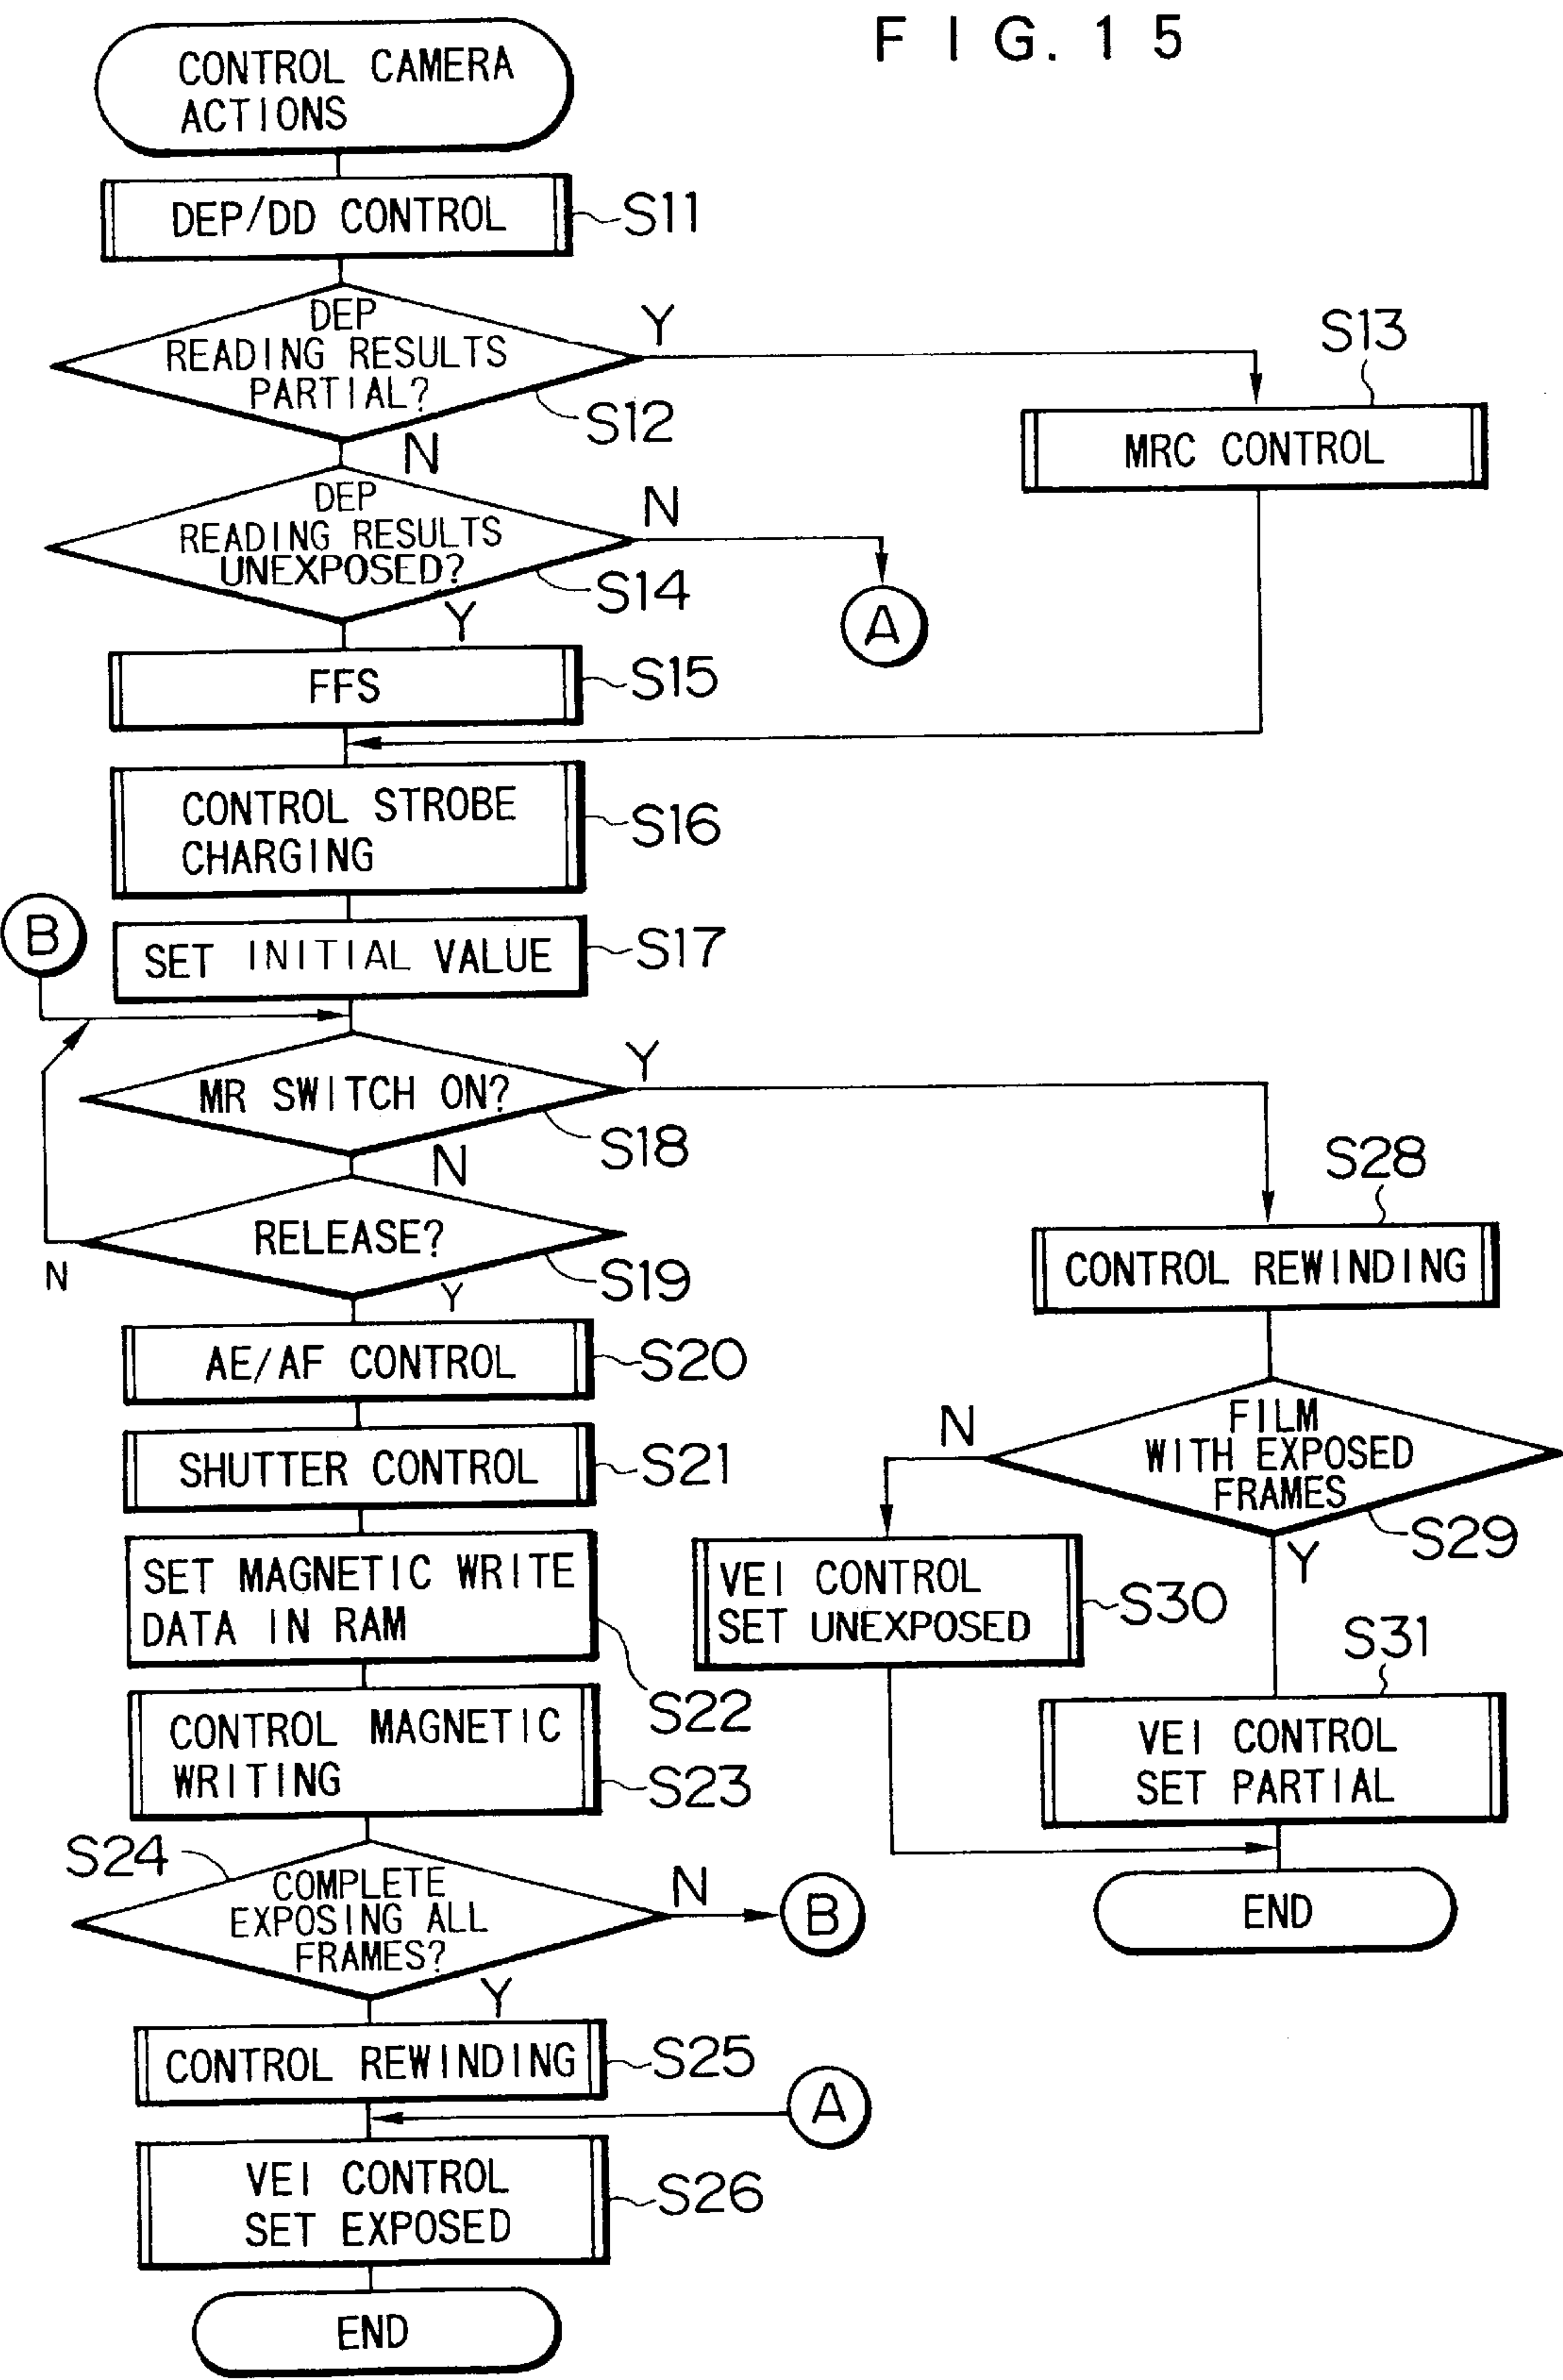 FIG. 15
CONTROL CAMERA
ACTIONS
DEP/DD CONTROL
S11
DEP
READING RESULTS
PARTIAL?
Y
S12
N
S13
MRC CONTROL
DEP
READING RESULTS
UNEXPOSED?
N
S14
Y
A
FFS
S15
CONTROL STROBE
CHARGING
S16
B
SET INITIAL VALUE
S17
MR SWITCH ON?
Y
S18
N
RELEASE?
N
S19
Y
AE/AF CONTROL
S20
SHUTTER CONTROL
S21
SET MAGNETIC WRITE
DATA IN RAM
S22
CONTROL MAGNETIC
WRITING
S23
S24
COMPLETE
EXPOSING ALL
FRAMES?
N
B
Y
CONTROL REWINDING
S25
A
VEI CONTROL
SET EXPOSED
S26
END
S28
CONTROL REWINDING
FILM
WITH EXPOSED
FRAMES
N
S29
Y
VEI CONTROL
SET UNEXPOSED
S30
S31
VEI CONTROL
SET PARTIAL
END